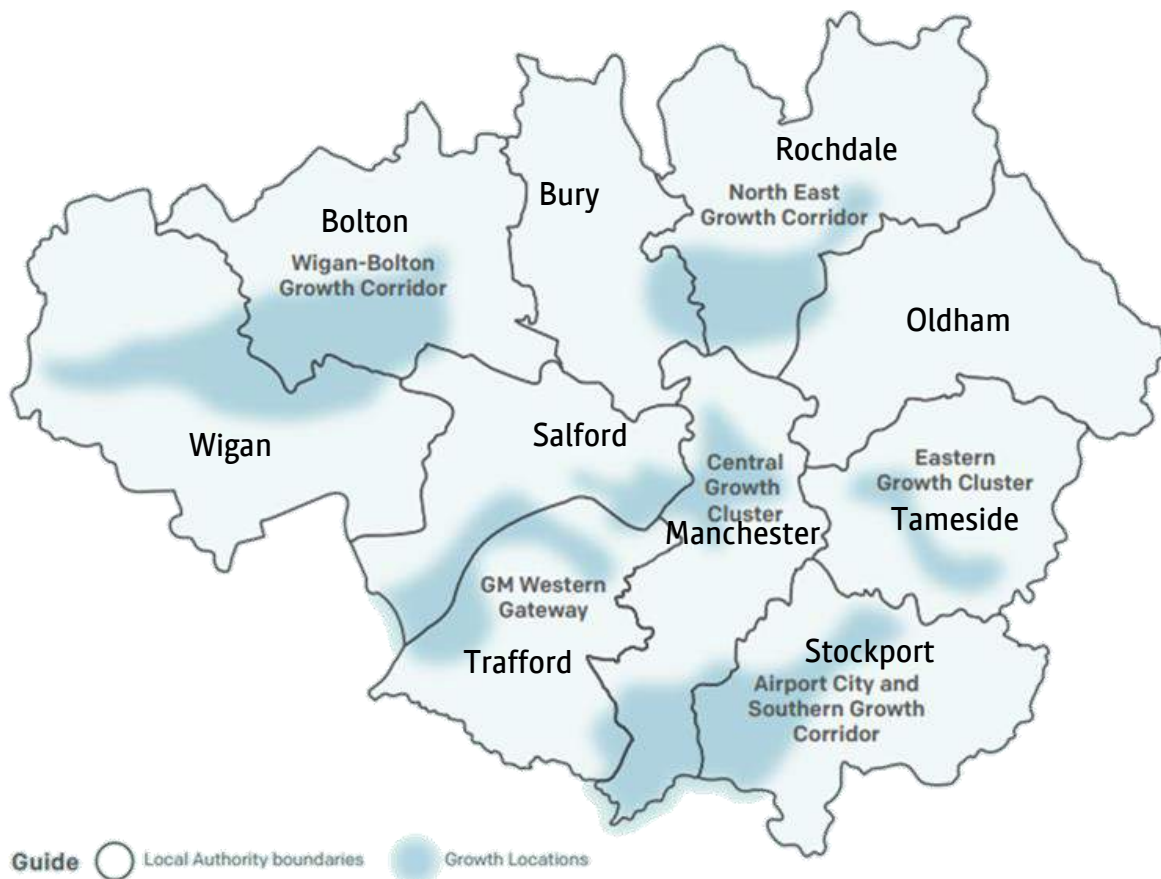 Rochdale
North East
Growth Corridor
Bury
Bolton
Wigan-Bolton
Growth Corridor
Oldham
Wigan
Salford
Central
Growth
Cluster
Manchester
Eastern
Growth Cluster
Tameside
GM Western
Gateway
Trafford
Stockport
Airport City and
Southern Growth
Corridor
Guide Local Authority boundaries Growth Locations